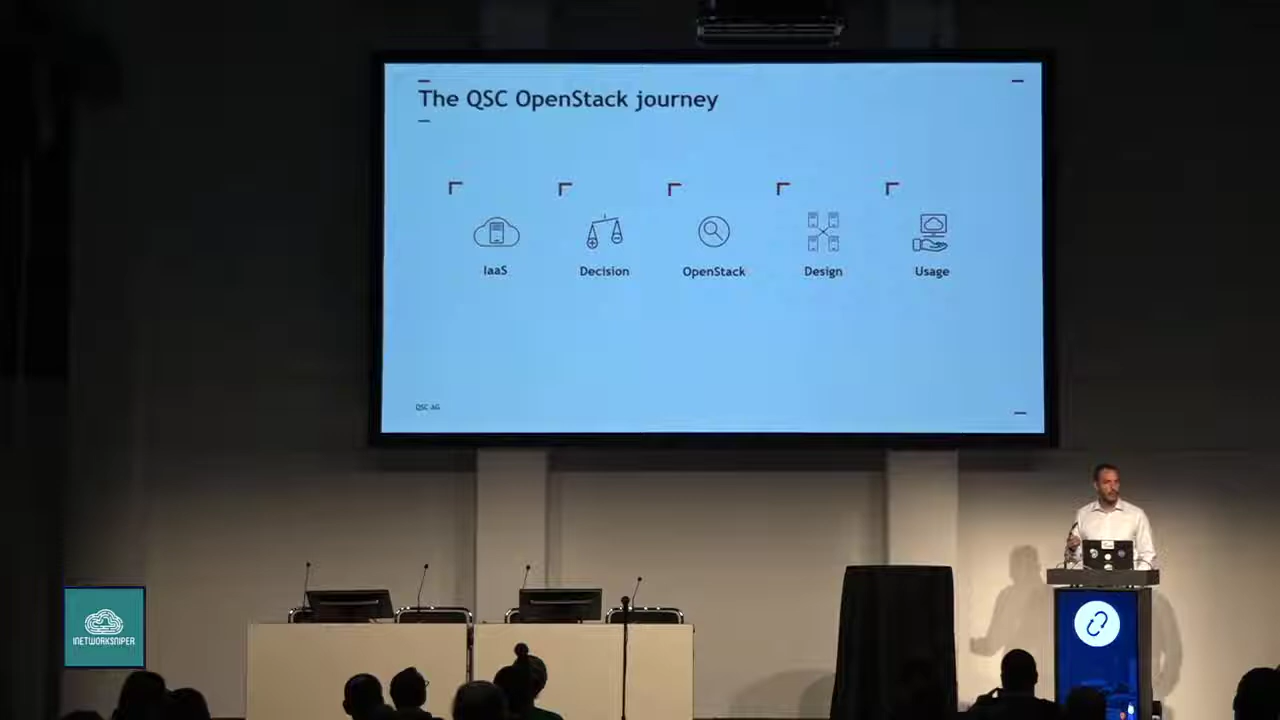 The QSC OpenStack journey
IaaS
Decision
OpenStack
Design
Usage
QSC AG
INETWORKSNIPER